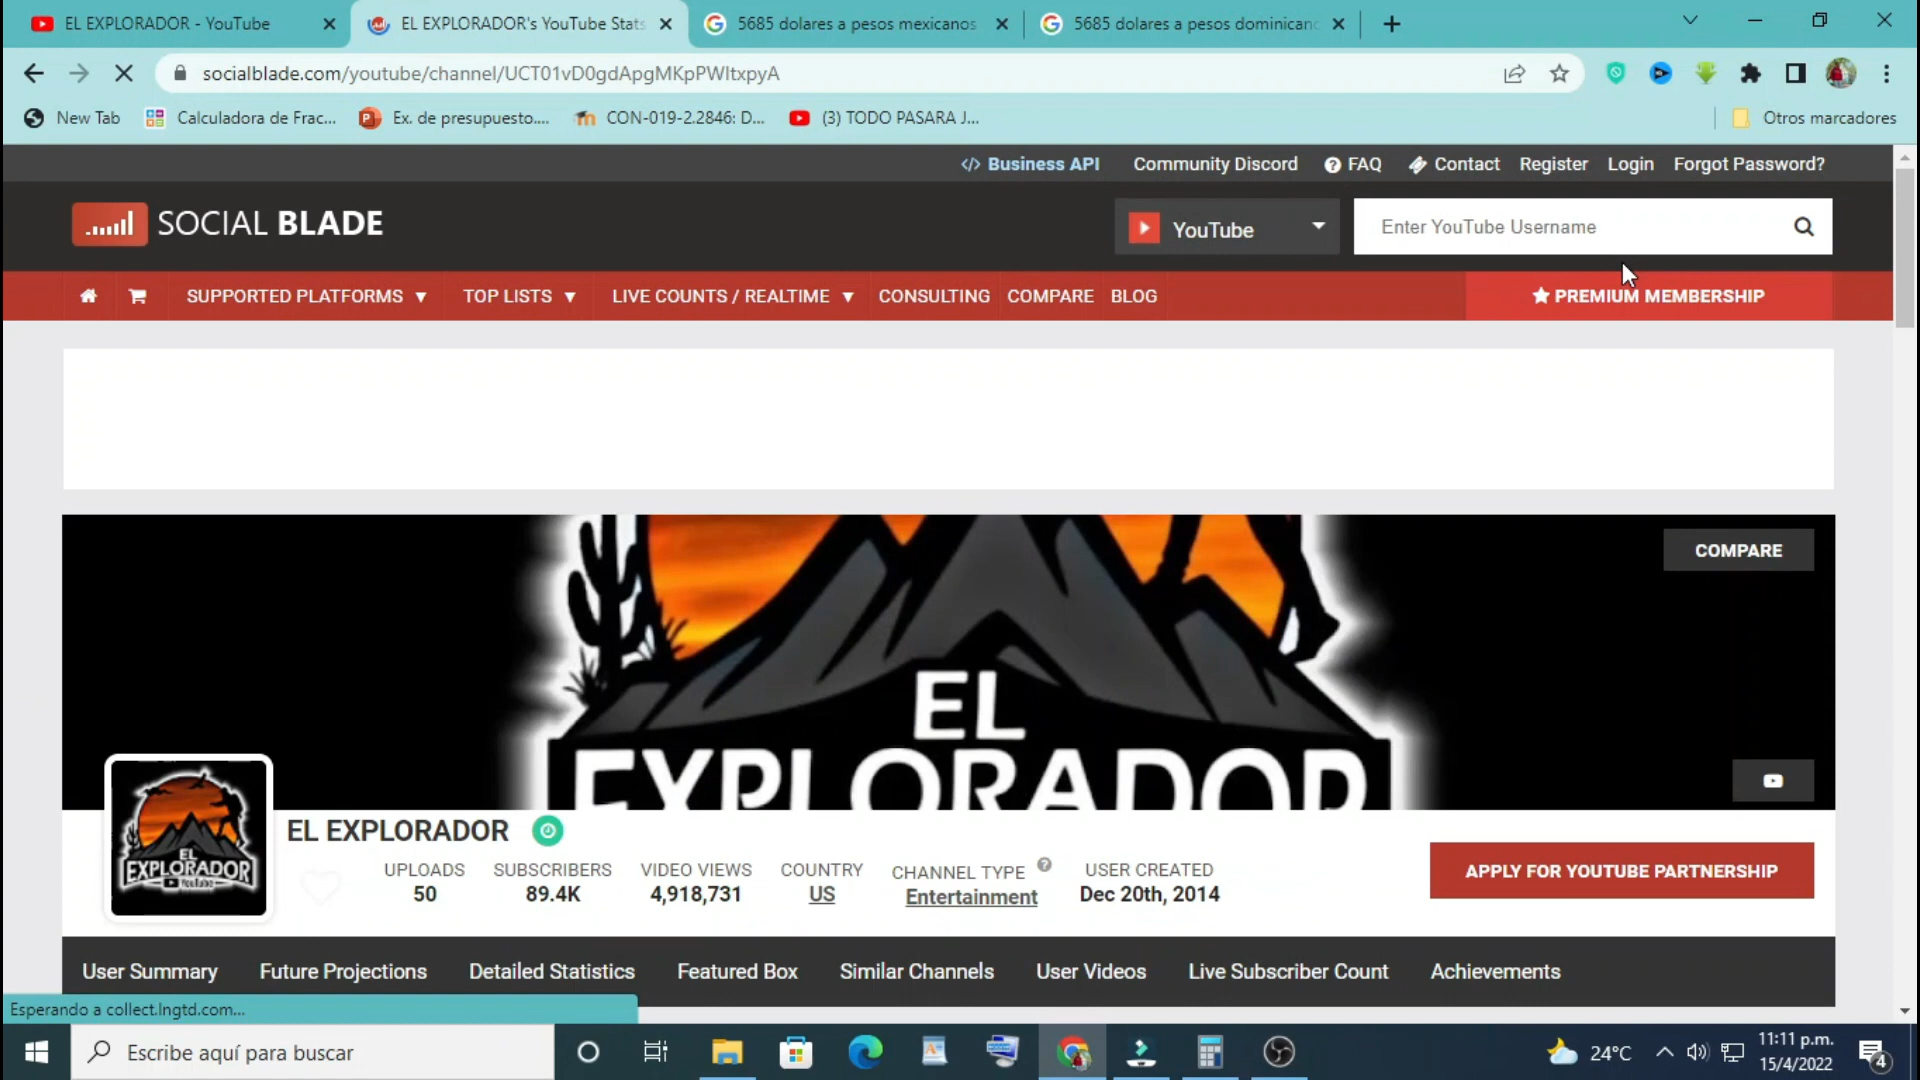 EL EXPLORADOR - YouTube
EL EXPLORADOR's YouTube Stats
5685 dolares a pesos mexicanos
5685 dolares a pesos dominicano
socialblade.com/youtube/channel/UCT01vD0gdApgMKpPWltxpyA
New Tab
Calculadora de Frac...
Ex. de presupuesto....
CON-019-2.2846: D...
(3) TODO PASARA J...
Otros marcadores
</> Business API
Community Discord
FAQ
Contact
Register
Login
Forgot Password?
SOCIAL BLADE
YouTube
Enter YouTube Username
SUPPORTED PLATFORMS
TOP LISTS
LIVE COUNTS / REALTIME
CONSULTING
COMPARE
BLOG
PREMIUM MEMBERSHIP
COMPARE
EL
EXPLORADOR
EL
EXPLORADOR
YouTube
EL EXPLORADOR
UPLOADS
50
SUBSCRIBERS
89.4K
VIDEO VIEWS
4,918,731
COUNTRY
US
CHANNEL TYPE
Entertainment
USER CREATED
Dec 20th, 2014
APPLY FOR YOUTUBE PARTNERSHIP
User Summary
Future Projections
Detailed Statistics
Featured Box
Similar Channels
User Videos
Live Subscriber Count
Achievements
Esperando a collect.lngtd.com...
Escribe aquí para buscar
24°C
11:11 p.m.
15/4/2022
4